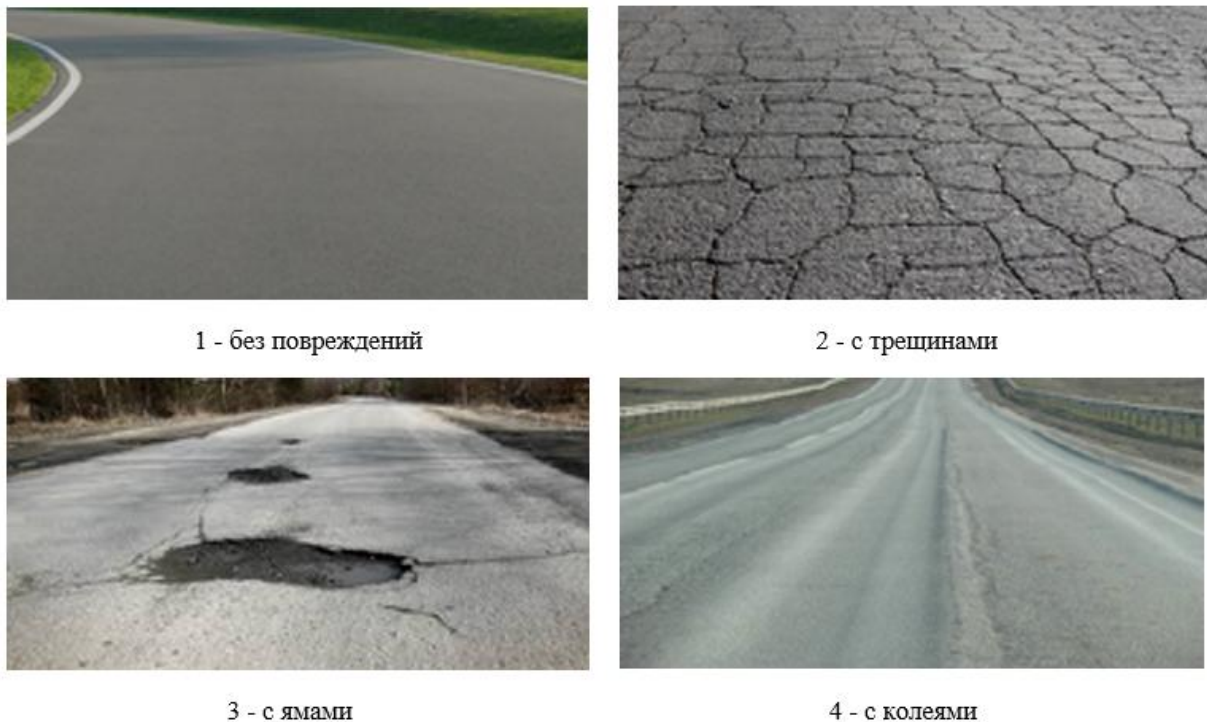 1 - без повреждений
2 - с трещинами
3 - с ямами
4 - с колеями